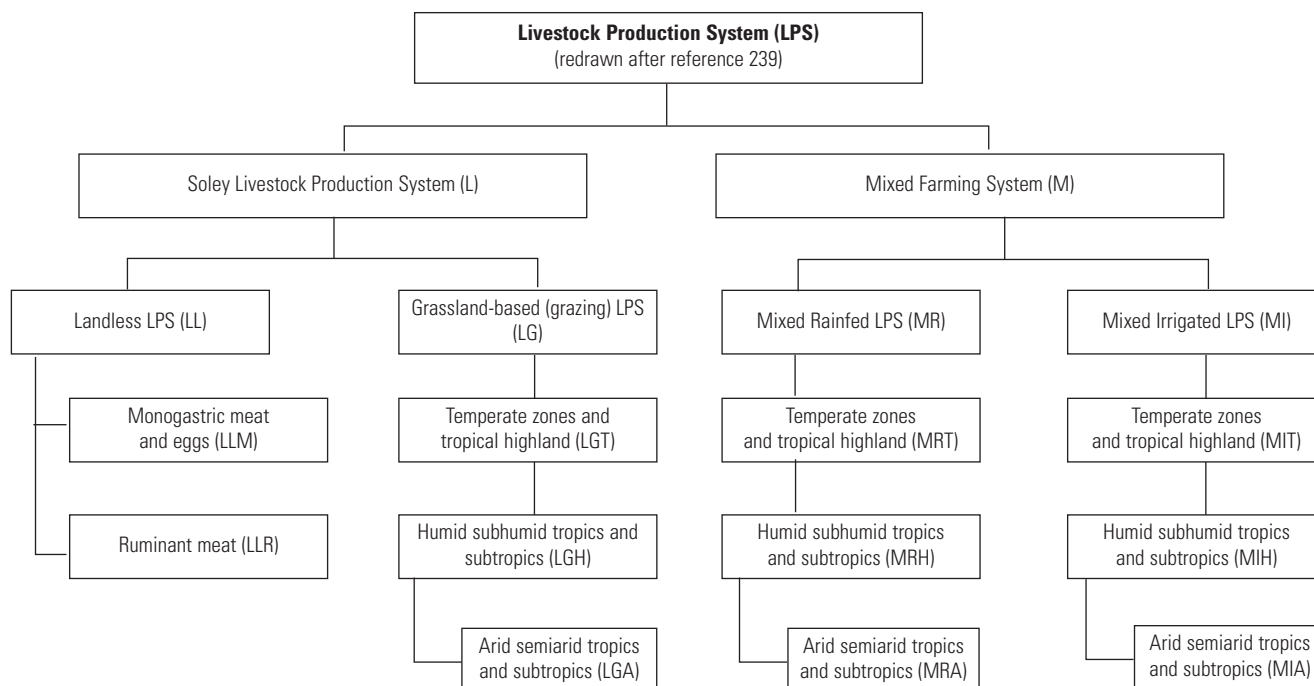 Livestock Production System (LPS)
(redrawn after reference 239)
Soley Livestock Production System (L)
Mixed Farming System (M)
Landless LPS (LL)
Grassland-based (grazing) LPS
(LG)
Mixed Rainfed LPS (MR)
Mixed Irrigated LPS (MI)
Monogastric meat
and eggs (LLM)
Temperate zones and
tropical highland (LGT)
Temperate zones
and tropical highland (MRT)
Temperate zones
and tropical highland (MIT)
Ruminant meat (LLR)
Humid subhumid tropics and
subtropics (LGH)
Humid subhumid tropics
and subtropics (MRH)
Humid subhumid tropics
and subtropics (MIH)
Arid semiarid tropics
and subtropics (LGA)
Arid semiarid tropics
and subtropics (MRA)
Arid semiarid tropics
and subtropics (MIA)